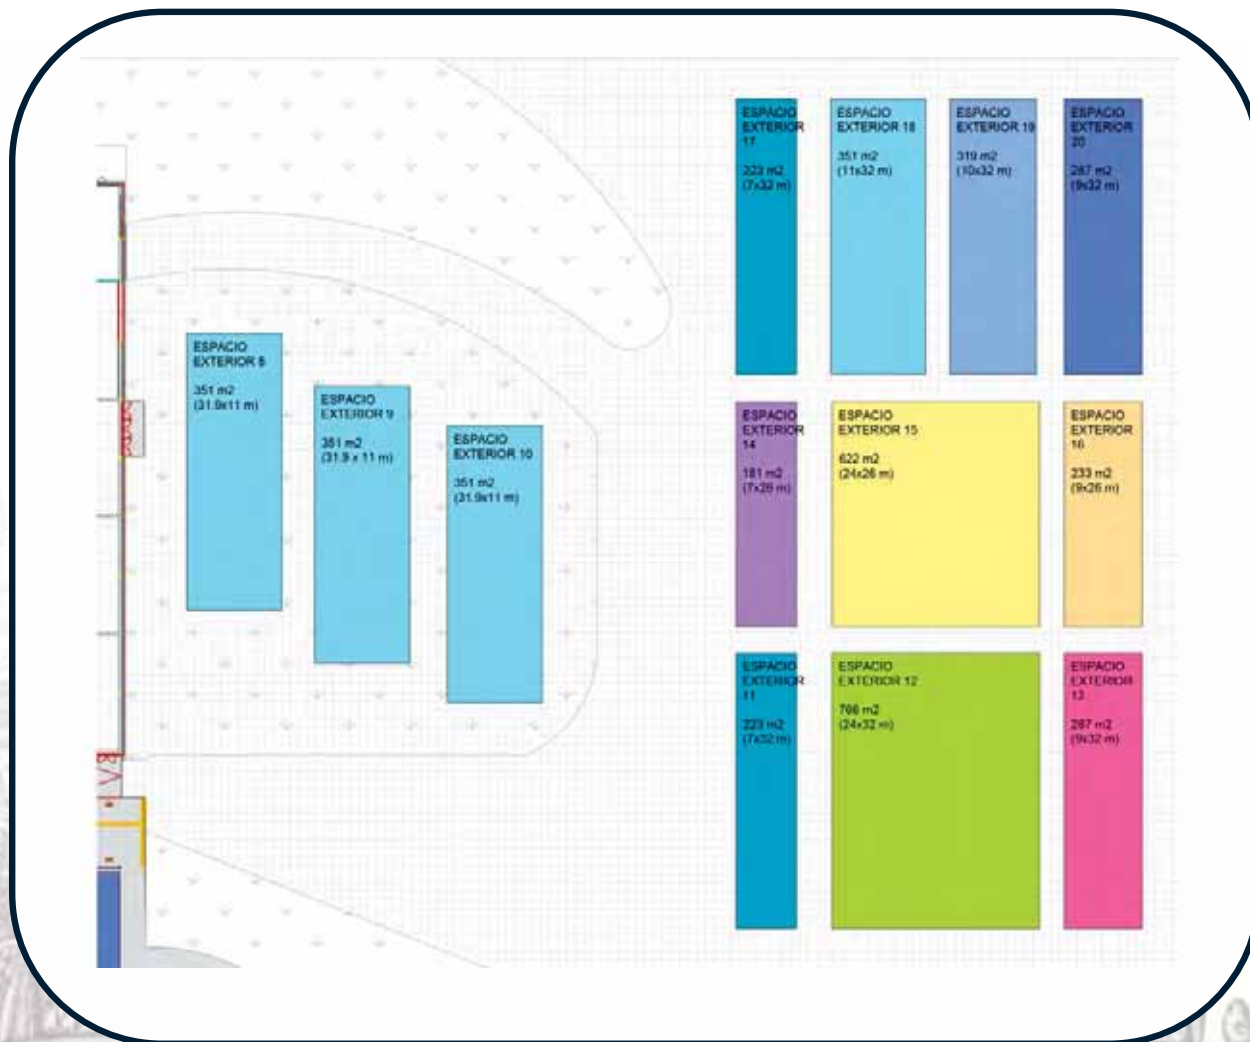 ESPACIO
EXTERIOR 8
351 m2
(31.9x11 m)
ESPACIO
EXTERIOR 9
351 m2
(31.9 x 11 m)
ESPACIO
EXTERIOR 10
351 m2
(31.9x11 m)
ESPACIO
EXTERIOR
17
223 m2
(7x32 m)
ESPACIO
EXTERIOR 18
351 m2
(11x32 m)
ESPACIO
EXTERIOR 19
319 m2
(10x32 m)
ESPACIO
EXTERIOR
20
287 m2
(9x32 m)
ESPACIO
EXTERIOR
14
181 m2
(7x26 m)
ESPACIO
EXTERIOR 15
622 m2
(24x26 m)
ESPACIO
EXTERIOR
16
233 m2
(9x26 m)
ESPACIO
EXTERIOR
11
223 m2
(7x32 m)
ESPACIO
EXTERIOR 12
766 m2
(24x32 m)
ESPACIO
EXTERIOR
13
287 m2
(9x32 m)